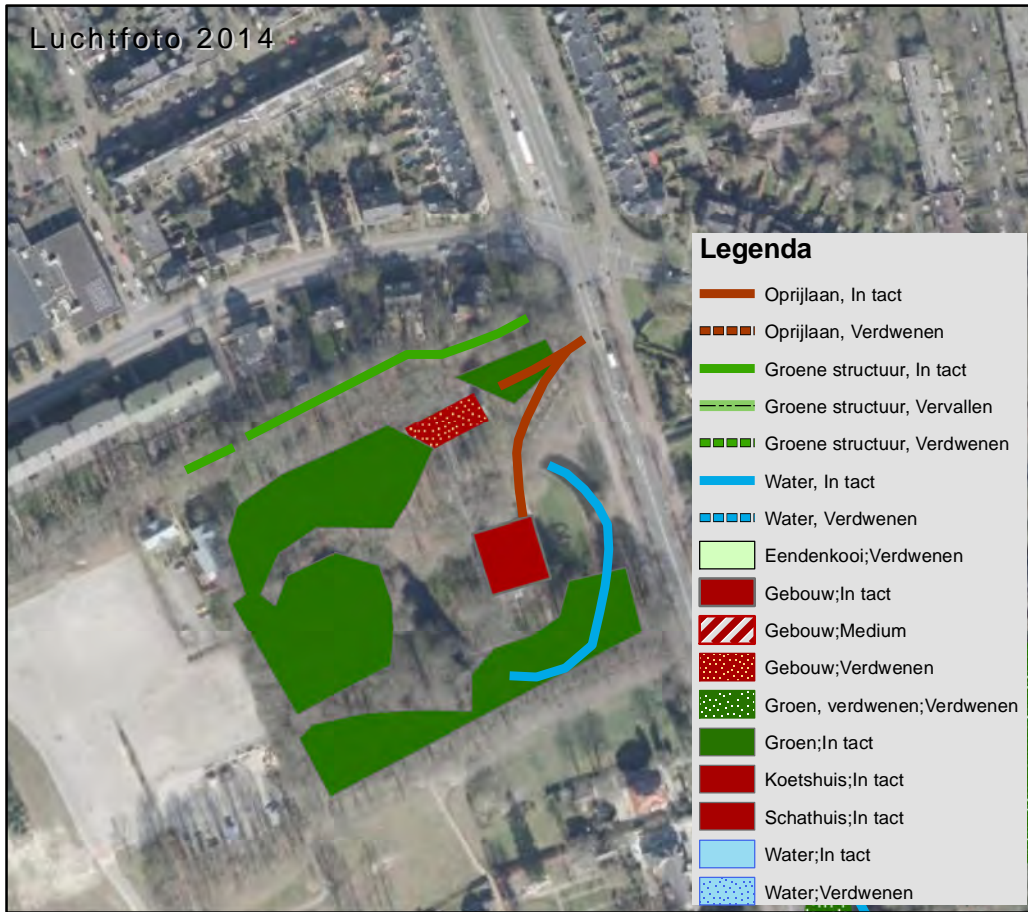 Luchtfoto 2014
Legenda
Oprijlaan, In tact
Oprijlaan, Verdwenen
Groene structuur, In tact
Groene structuur, Vervallen
Groene structuur, Verdwenen
Water, In tact
Water, Verdwenen
Eendenkooi;Verdwenen
Gebouw;In tact
Gebouw;Medium
Gebouw;Verdwenen
Groen, verdwenen;Verdwenen
Groen;In tact
Koetshuis;In tact
Schathuis;In tact
Water;In tact
Water;Verdwenen